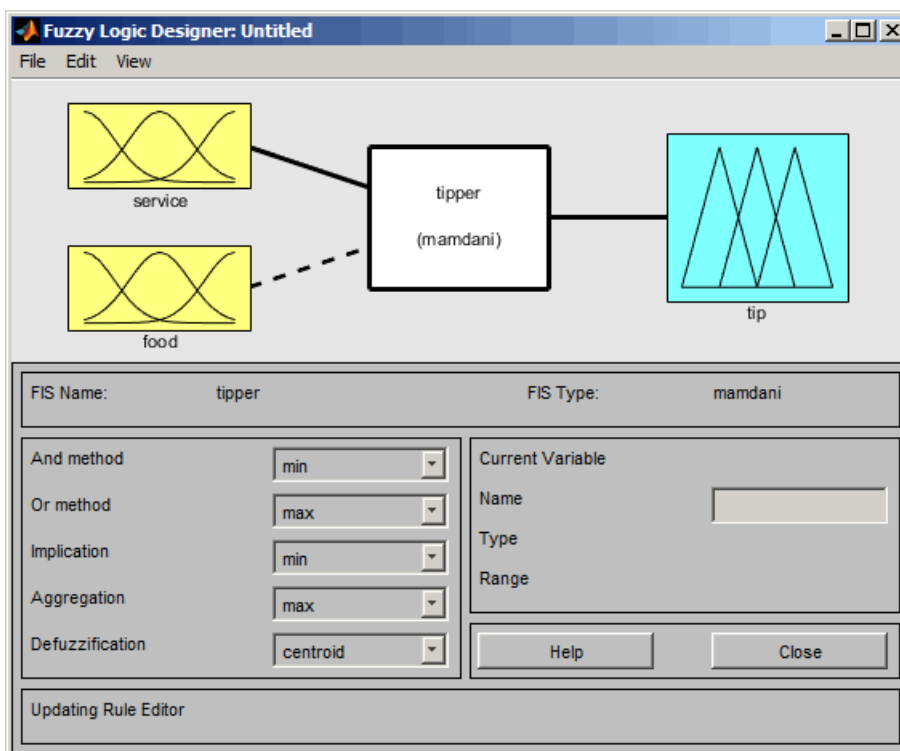 Fuzzy Logic Designer: Untitled
File Edit View
service
food
tipper
(mamdani)
tip
FIS Name: tipper FIS Type: mamdani
And method min
Or method max
Implication min
Aggregation max
Defuzzification centroid
Current Variable
Name
Type
Range
Help Close
Updating Rule Editor